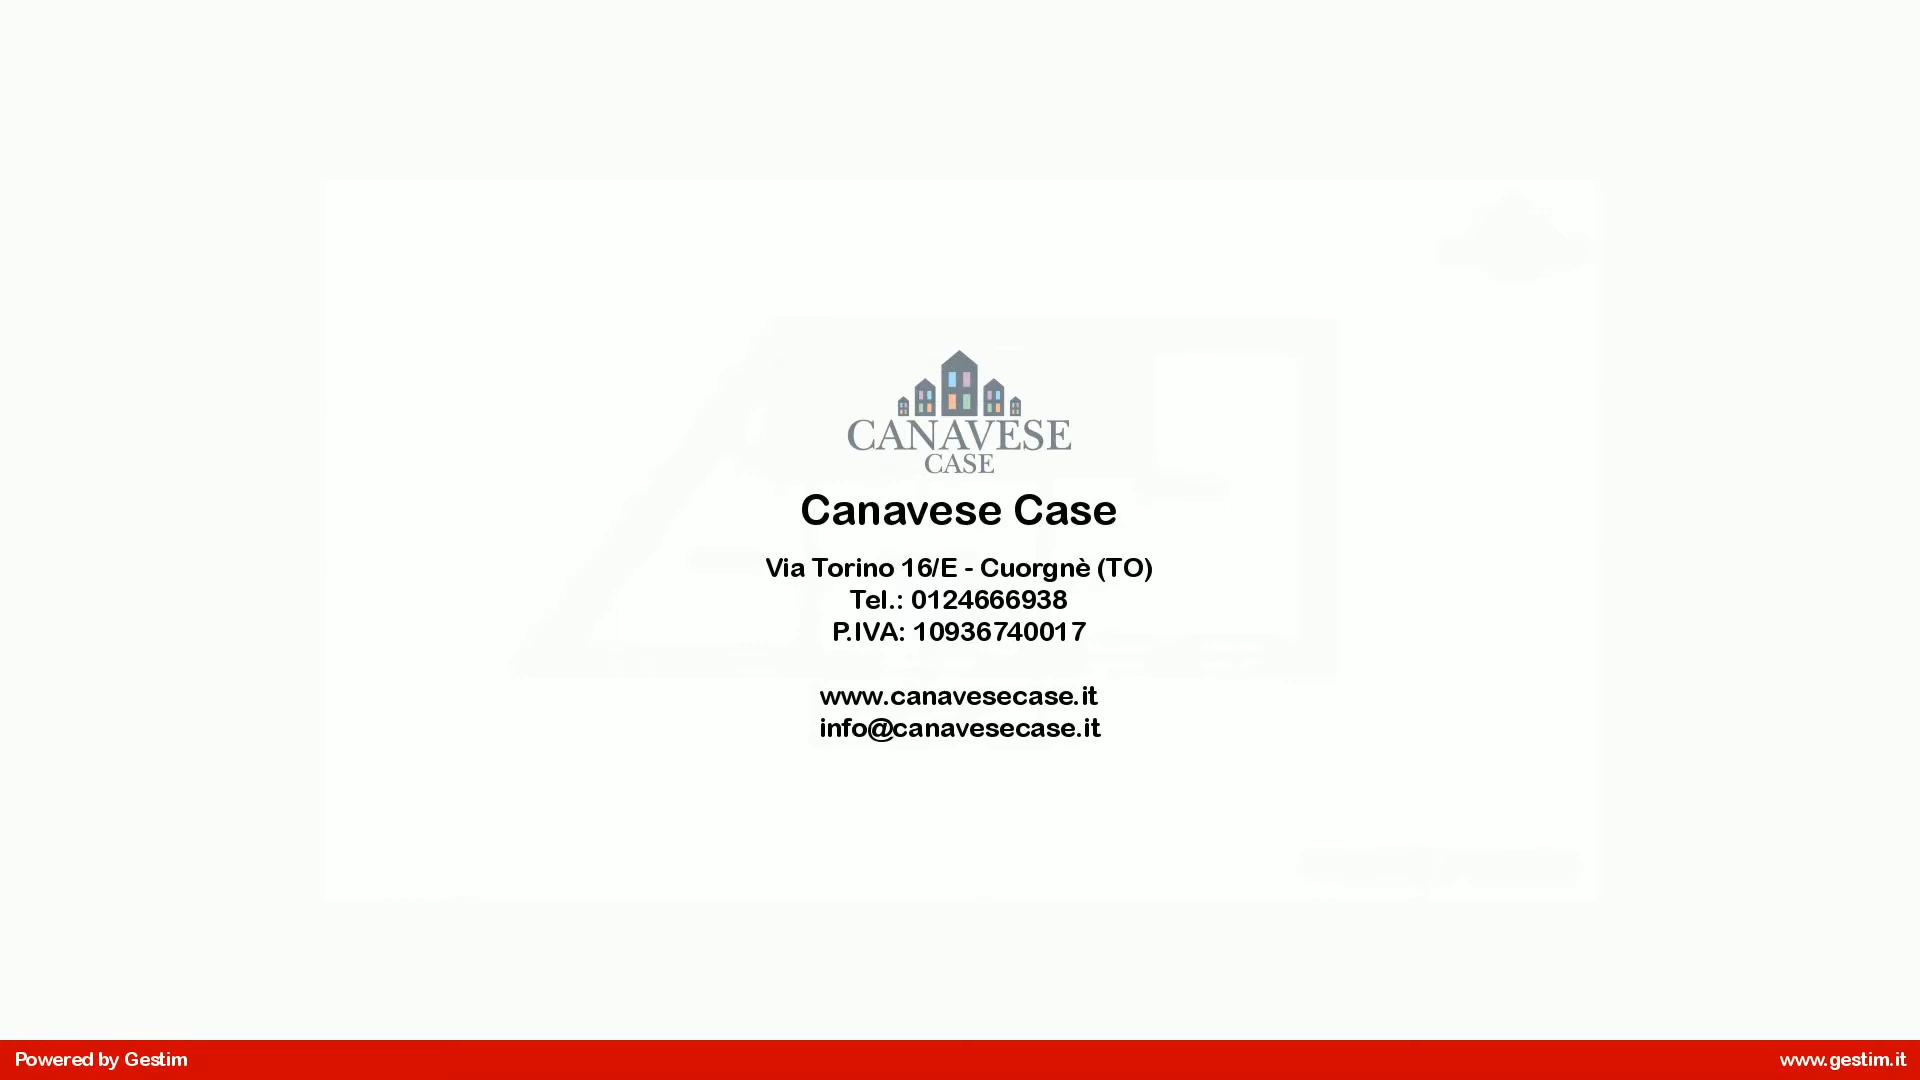 CANAVESE
CASE
Canavese Case
Via Torino 16/E - Cuorgnè (TO)
Tel.: 0124666938
P.IVA: 10936740017
www.canavesecase.it
info@canavesecase.it
Powered by Gestim
www.gestim.it